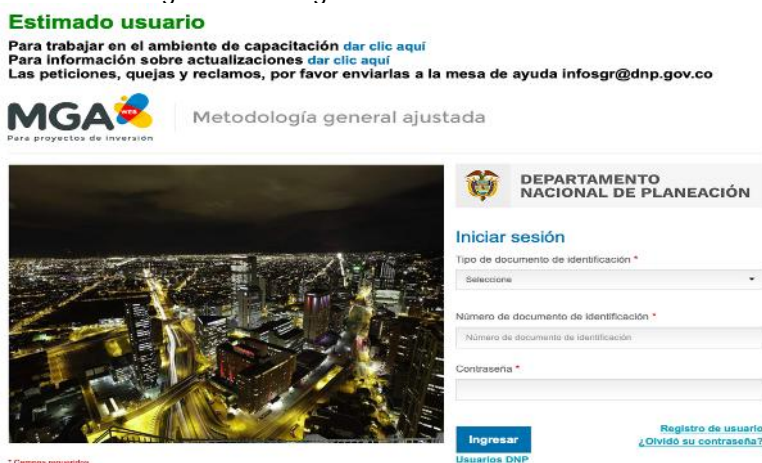 Estimado usuario
Para trabajar en el ambiente de capacitación dar clic aquí
Para información sobre actualizaciones dar clic aquí
Las peticiones, quejas y reclamos, por favor enviarlas a la mesa de ayuda infosgr@dnp.gov.co
MGA WEB
Para proyectos de inversión
Metodología general ajustada
DEPARTAMENTO
NACIONAL DE PLANEACIÓN
Iniciar sesión
Tipo de documento de identificación *
Seleccione
Número de documento de identificación *
Número de documento de identificación
Contraseña *
Ingresar
Registro de usuario
¿Olvidó su contraseña?
Usuarios DNP
* Campos requeridos